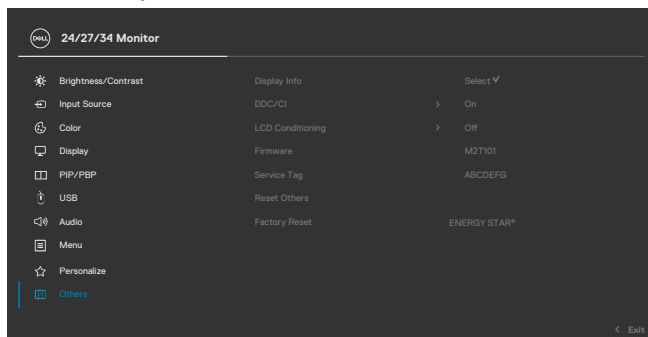 DELL 24/27/34 Monitor
Brightness/Contrast Display Info Select
Input Source DDC/CI > On
Color LCD Conditioning > Off
Display Firmware M2T101
PIP/PBP Service Tag ABCDEFG
USB Reset Others
Audio Factory Reset ENERGY STAR®
Menu
Personalize
Others
< Exit